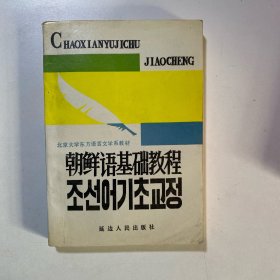 CHAOXIANYUJICHU
JIAOCHENG
北京大学东方语言文学系教材
朝鲜语基础教程
조선어기초교정
延边人民出版社